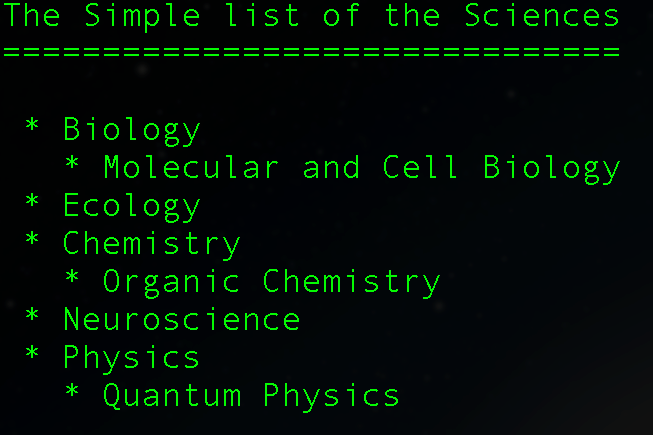 The Simple list of the Sciences
===============================
 * Biology
   * Molecular and Cell Biology
 * Ecology
 * Chemistry
   * Organic Chemistry
 * Neuroscience
 * Physics
   * Quantum Physics